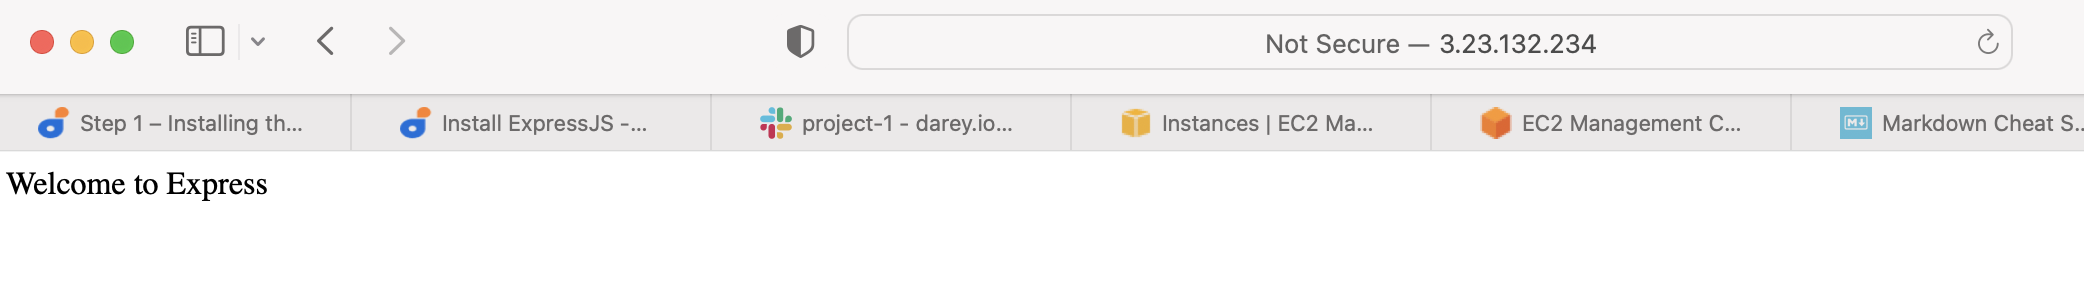 Not Secure — 3.23.132.234
Step 1 – Installing th...
Install ExpressJS -...
project-1 - darey.io...
Instances | EC2 Ma...
EC2 Management C...
M
Markdown Cheat S..
Welcome to Express